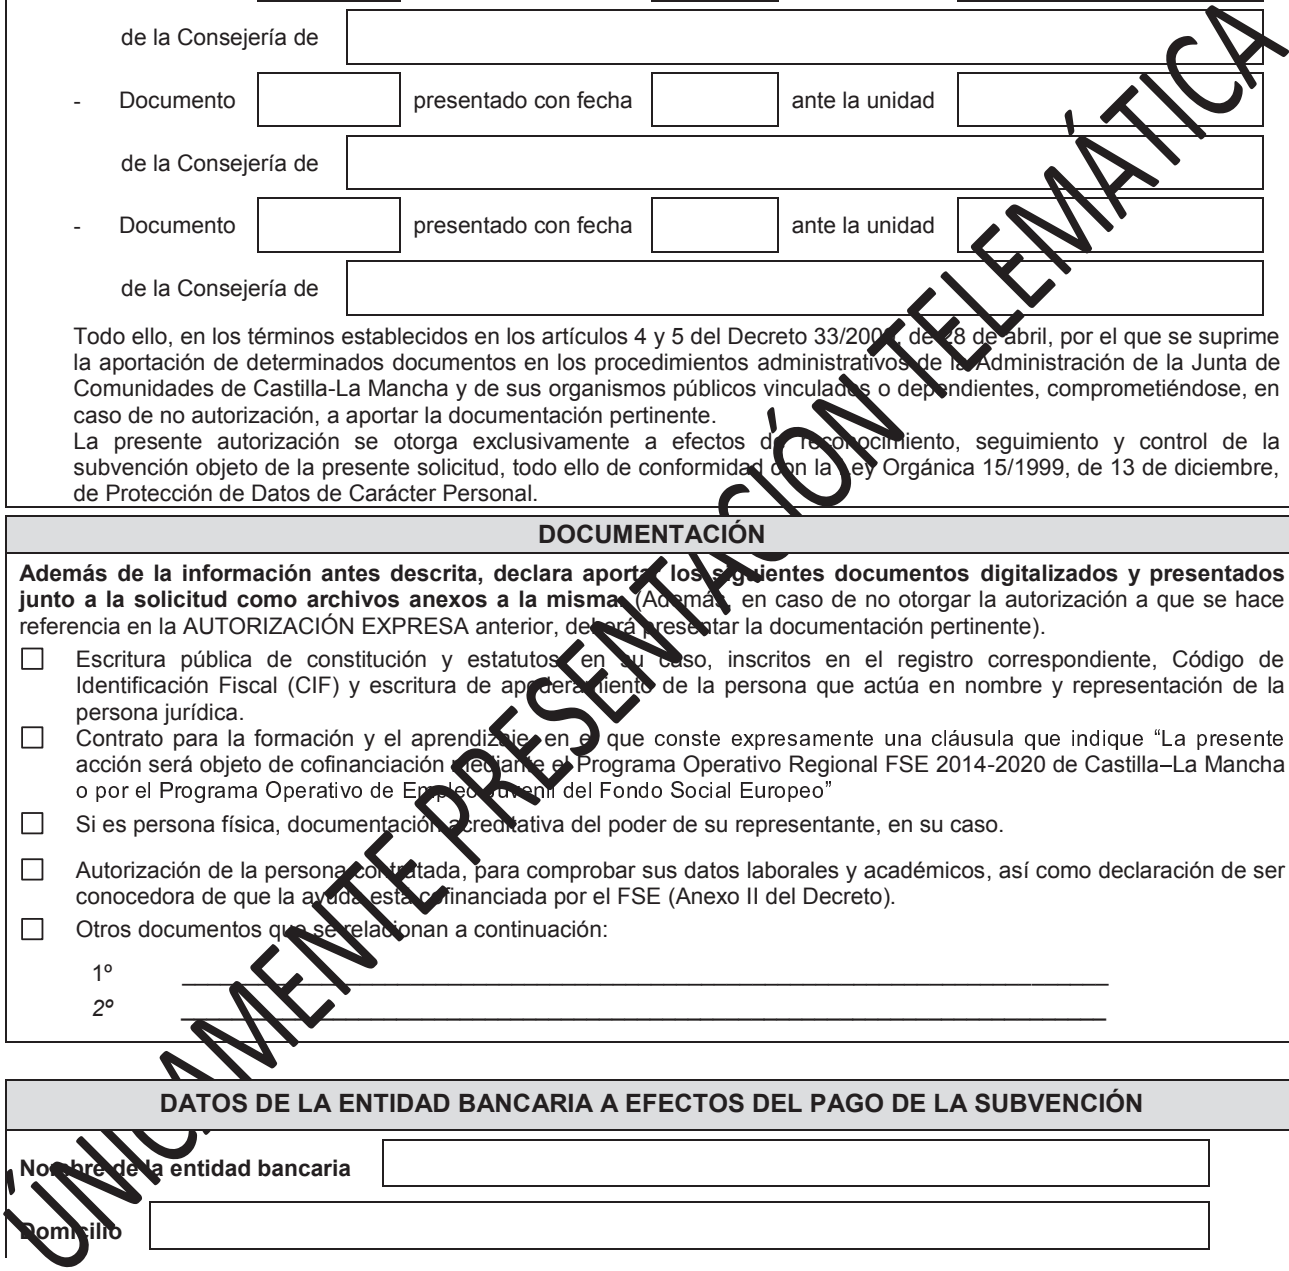 de la Consejería de
- Documento presentado con fecha ante la unidad
de la Consejería de
- Documento presentado con fecha ante la unidad
de la Consejería de
Todo ello, en los términos establecidos en los artículos 4 y 5 del Decreto de 28 de abril, por el que se suprime
la aportación de determinados documentos en los procedimientos administrativos de la Administración de la Junta de
Comunidades de Castilla-La Mancha y de sus organismos públicos vinculados o dependientes, comprometiéndose, en
caso de no autorización, a aportar la documentación pertinente.
La presente autorización se otorga exclusivamente a efectos de reconocimiento, seguimiento y control de la
subvención objeto de la presente solicitud, todo ello de conformidad con la Ley Orgánica 15/1999, de 13 de diciembre,
de Protección de Datos de Carácter Personal.
DOCUMENTACIÓN
Además de la información antes descrita, declara aportar los siguientes documentos digitalizados y presentados
junto a la solicitud como archivos anexos a la misma. (Además, en caso de no otorgar la autorización a que se hace
referencia en la AUTORIZACIÓN EXPRESA anterior, deberá presentar la documentación pertinente).
Escritura pública de constitución y estatutos, en su caso, inscritos en el registro correspondiente, Código de
Identificación Fiscal (CIF) y escritura de apoderamiento de la persona que actúa en nombre y representación de la
persona jurídica.
Contrato para la formación y el aprendizaje, en el que conste expresamente una cláusula que indique “La presente
acción será objeto de cofinanciación mediante el Programa Operativo Regional FSE 2014-2020 de Castilla–La Mancha
o por el Programa Operativo de Empleo Juvenil del Fondo Social Europeo”
Si es persona física, documentación acreditativa del poder de su representante, en su caso.
Autorización de la persona contratada, para comprobar sus datos laborales y académicos, así como declaración de ser
conocedora de que la ayuda está cofinanciada por el FSE (Anexo II del Decreto).
Otros documentos que se relacionan a continuación:
1º
2º
DATOS DE LA ENTIDAD BANCARIA A EFECTOS DEL PAGO DE LA SUBVENCIÓN
Nombre de la entidad bancaria
Domicilio
ÚNICAMENTE PRESENTACIÓN TELEMÁTICA